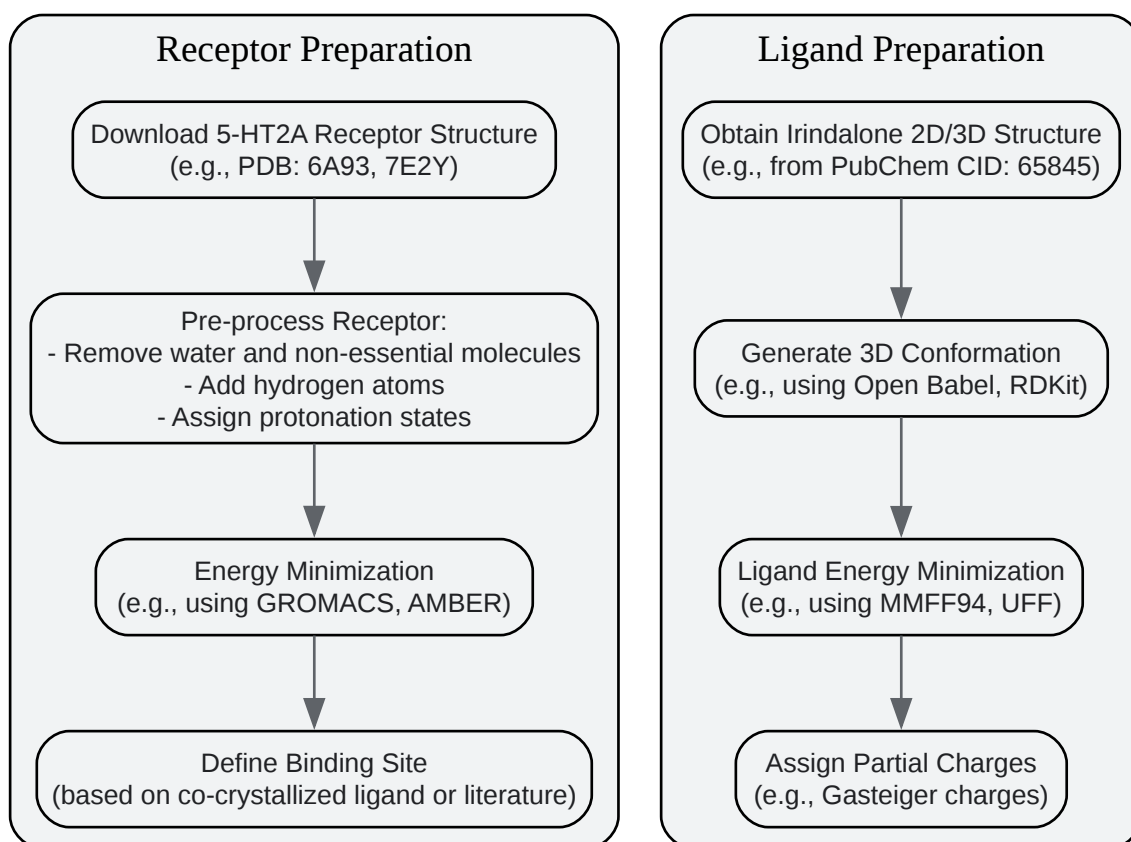 Receptor Preparation
Download 5-HT2A Receptor Structure
(e.g., PDB: 6A93, 7E2Y)
Pre-process Receptor:
- Remove water and non-essential molecules
- Add hydrogen atoms
- Assign protonation states
Energy Minimization
(e.g., using GROMACS, AMBER)
Define Binding Site
(based on co-crystallized ligand or literature)
Ligand Preparation
Obtain Irindalone 2D/3D Structure
(e.g., from PubChem CID: 65845)
Generate 3D Conformation
(e.g., using Open Babel, RDKit)
Ligand Energy Minimization
(e.g., using MMFF94, UFF)
Assign Partial Charges
(e.g., Gasteiger charges)